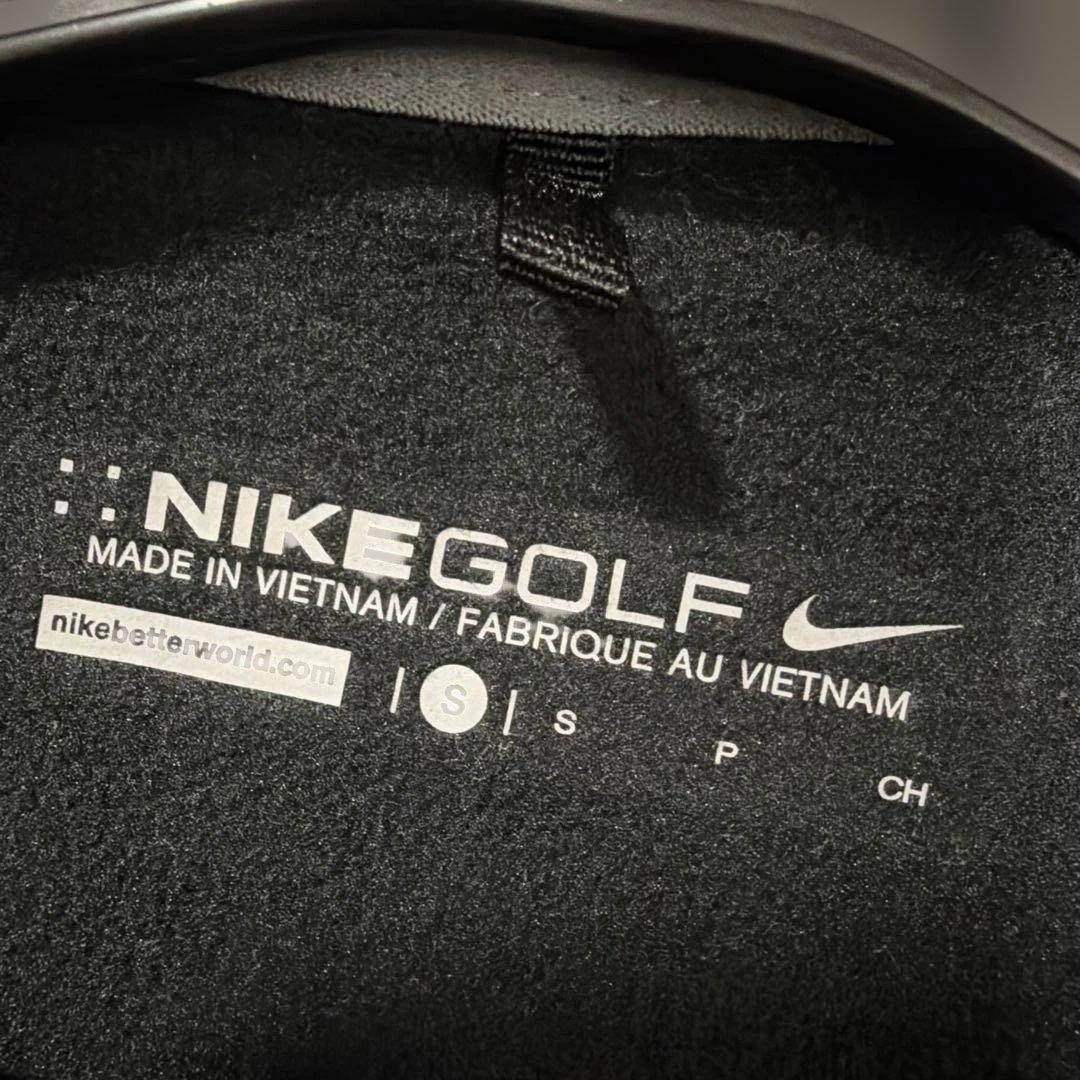 NIKEGOLF
MADE IN VIETNAM / FABRIQUE AU VIETNAM
nikebetterworld.com | S | S P CH